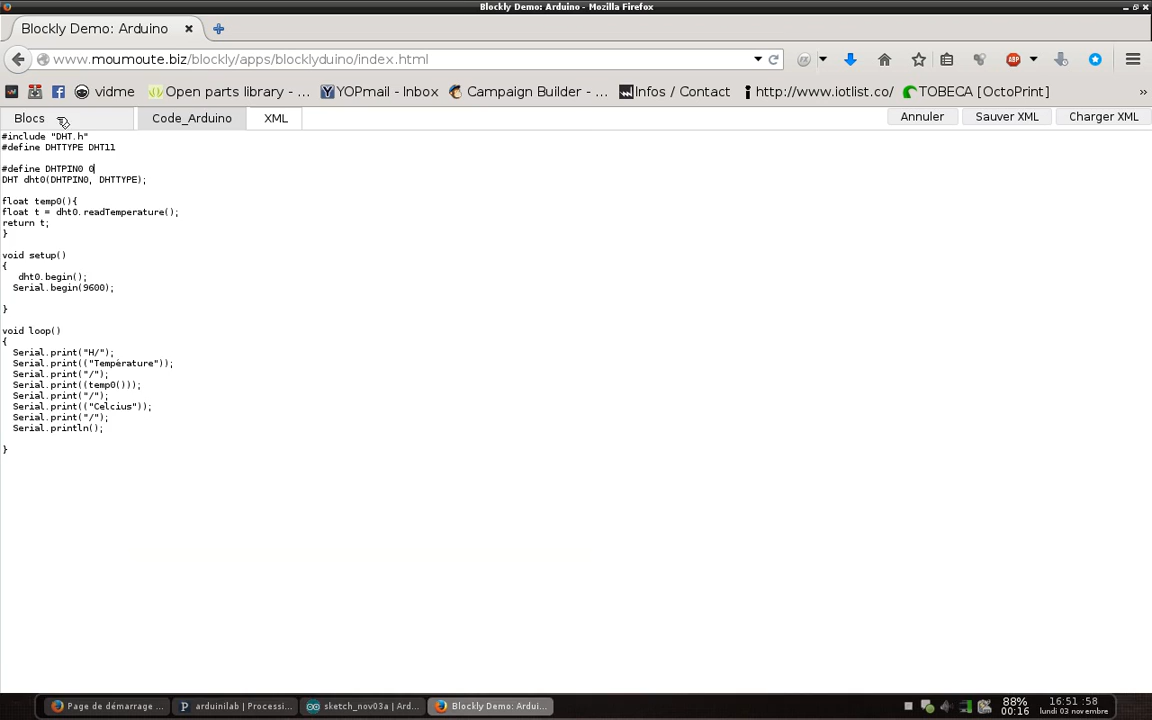 Blockly Demo: Arduino - Mozilla Firefox
Blockly Demo: Arduino
www.moumoute.biz/blockly/apps/blocklyduino/index.html
ABP
vidme Open parts library - ... YOPmail - Inbox Campaign Builder - ... Infos / Contact http://www.iotlist.co/ TOBECA [OctoPrint] »
Blocs Code_Arduino XML Annuler Sauver XML Charger XML
#include "DHT.h"
#define DHTTYPE DHT11
#define DHTPIN0 0
DHT dht0(DHTPIN0, DHTTYPE);
float temp0(){
float t = dht0.readTemperature();
return t;
}
void setup()
{
dht0.begin();
Serial.begin(9600);
}
void loop()
{
Serial.print("H/");
Serial.print(("Température"));
Serial.print("/");
Serial.print((temp0()));
Serial.print("/");
Serial.print(("Celcius"));
Serial.print("/");
Serial.println();
}
Page de démarrage ... arduinilab | Processi... sketch_nov03a | Ard... Blockly Demo: Ardui...
88% 16:51 :58
00:16 lundi 03 novembre